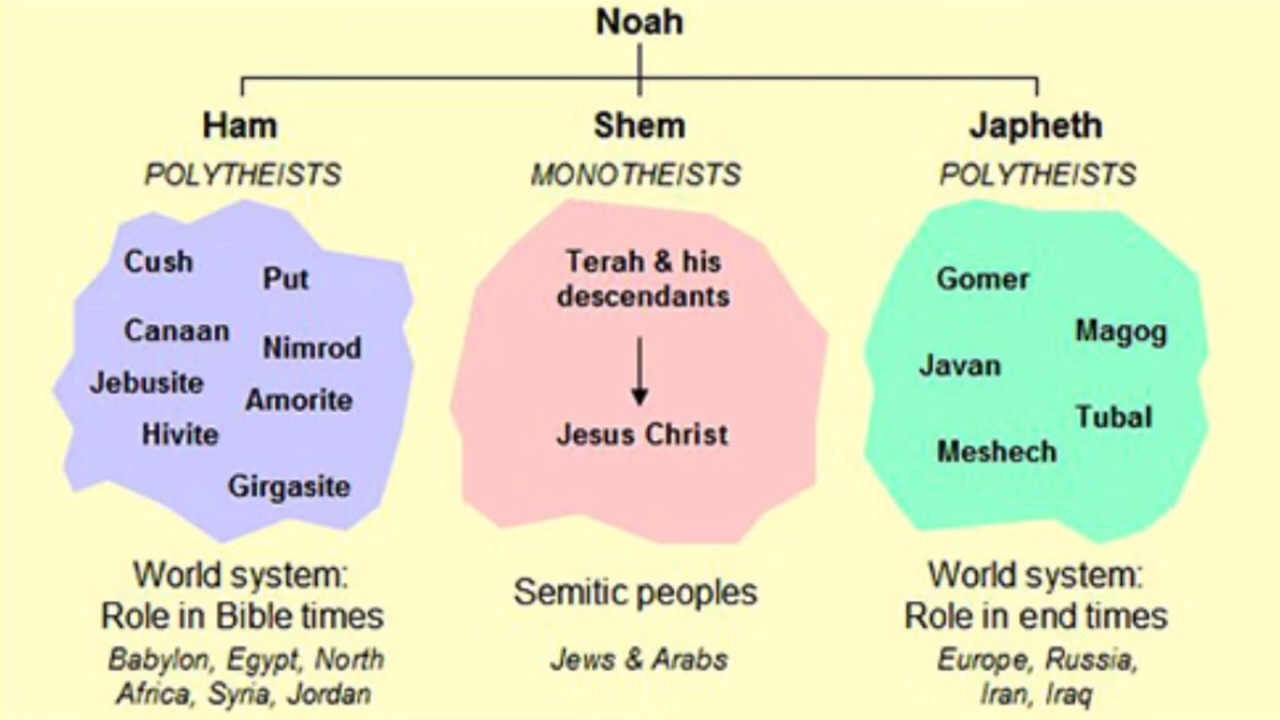 Noah
Ham
Shem
Japheth
POLYTHEISTS
MONOTHEISTS
POLYTHEISTS
Cush
Put
Canaan
Nimrod
Jebusite
Amorite
Hivite
Girgasite
Terah & his
descendants
Jesus Christ
Gomer
Magog
Javan
Tubal
Meshech
World system:
Role in Bible times
Babylon, Egypt, North
Africa, Syria, Jordan
Semitic peoples
Jews & Arabs
World system:
Role in end times
Europe, Russia,
Iran, Iraq